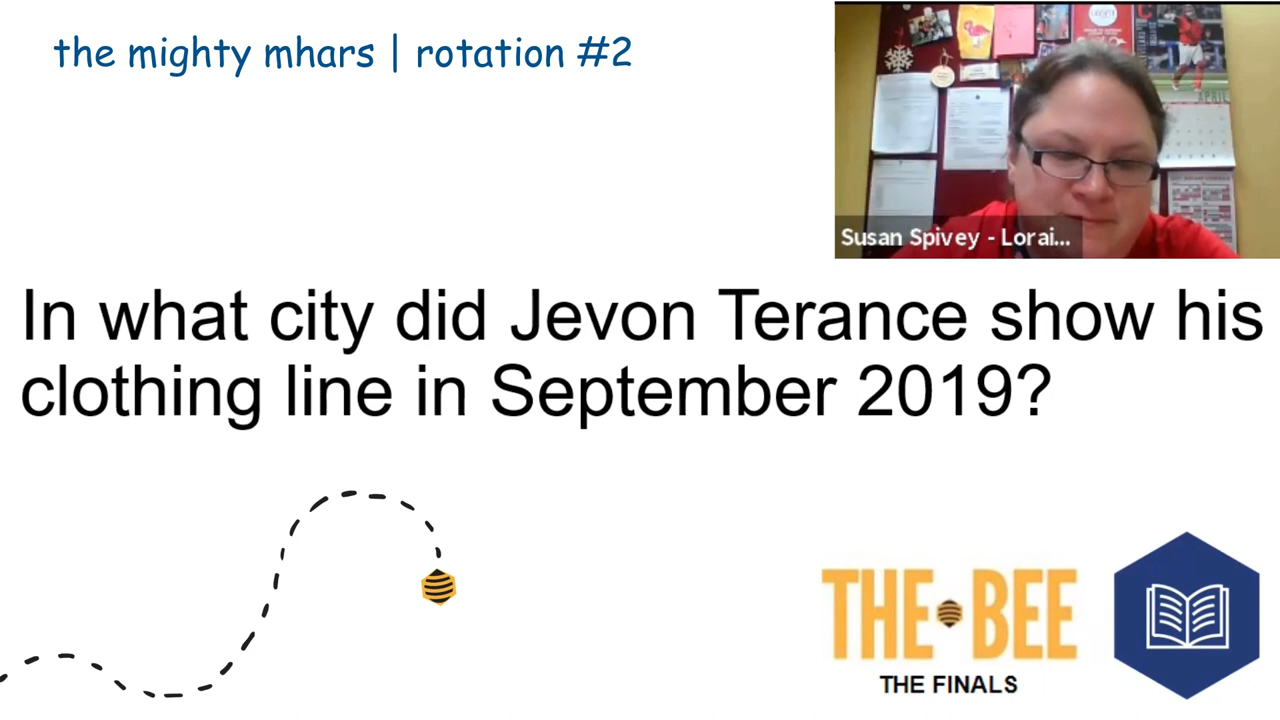 the mighty mhars | rotation #2
APRIL
Susan Spivey - Lorai...
In what city did Jevon Terance show his
clothing line in September 2019?
THE BEE
THE FINALS